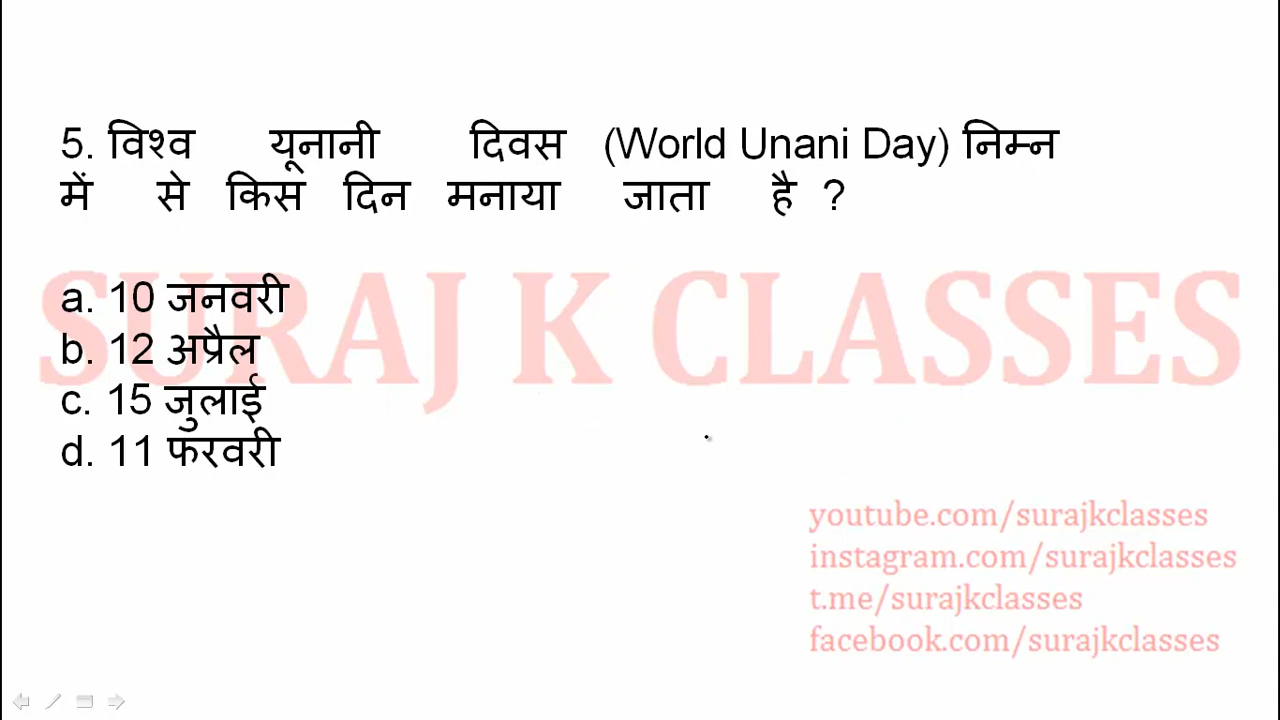 5. विश्व यूनानी दिवस (World Unani Day) निम्न
में से किस दिन मनाया जाता है ?
a. 10 जनवरी
b. 12 अप्रैल
c. 15 जुलाई
d. 11 फरवरी
SURAJ K CLASSES
youtube.com/surajkclasses
instagram.com/surajkclasses
t.me/surajkclasses
facebook.com/surajkclasses